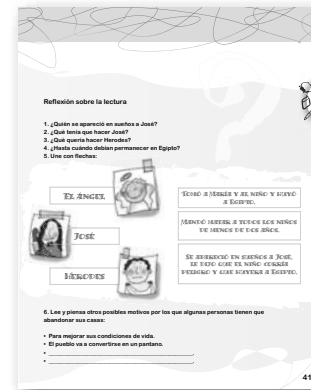 Reflexión sobre la lectura
1. ¿Quién se apareció en sueños a José?
2. ¿Qué tenía que hacer José?
3. ¿Qué quería hacer Herodes?
4. ¿Hasta cuándo debían permanecer en Egipto?
5. Une con flechas:
EL ÁNGEL
TOMÓ A MARÍA Y AL NIÑO Y HUYÓ
A EGIPTO.
JOSÉ
MANDÓ MATAR A TODOS LOS NIÑOS
DE MENOS DE DOS AÑOS.
HERODES
SE APARECIÓ EN SUEÑOS A JOSÉ,
LE DIJO QUE EL NIÑO CORRÍA
PELIGRO Y QUE HUYERA A EGIPTO.
6. Lee y piensa otros posibles motivos por los que algunas personas tienen que
abandonar sus casas:
• Para mejorar sus condiciones de vida.
• El pueblo va a convertirse en un pantano.
41